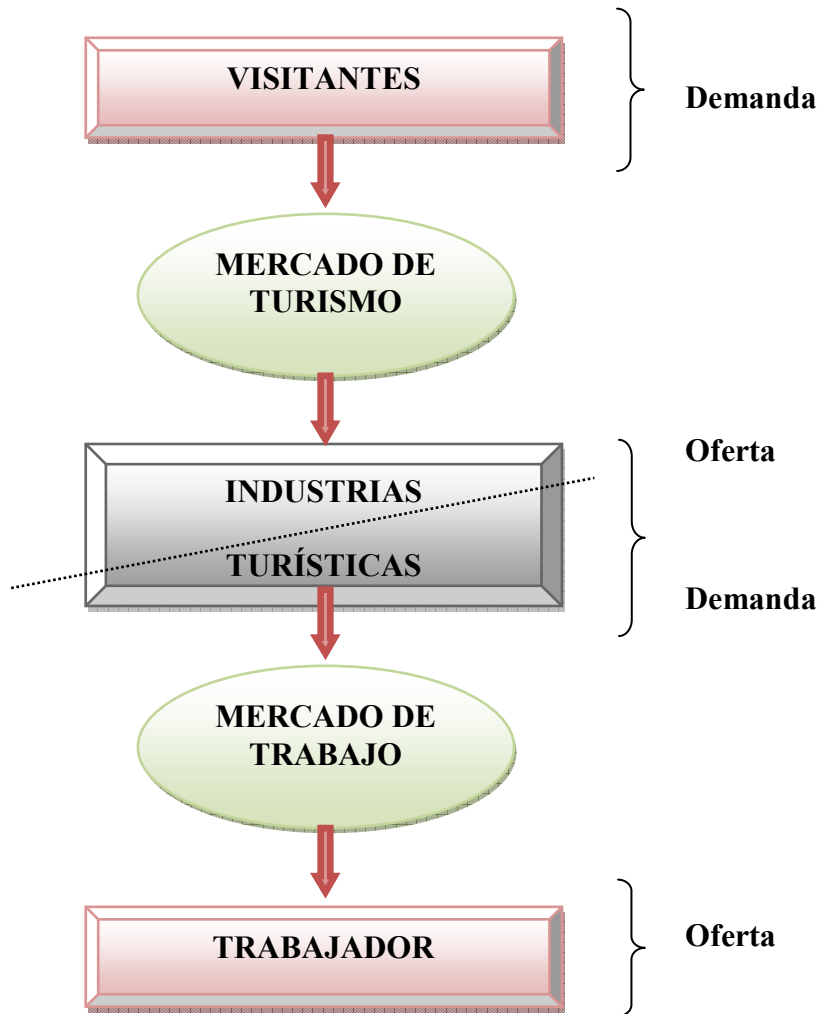 VISITANTES
Demanda
MERCADO DE
TURISMO
Oferta
INDUSTRIAS
TURÍSTICAS
Demanda
MERCADO DE
TRABAJO
TRABAJADOR
Oferta